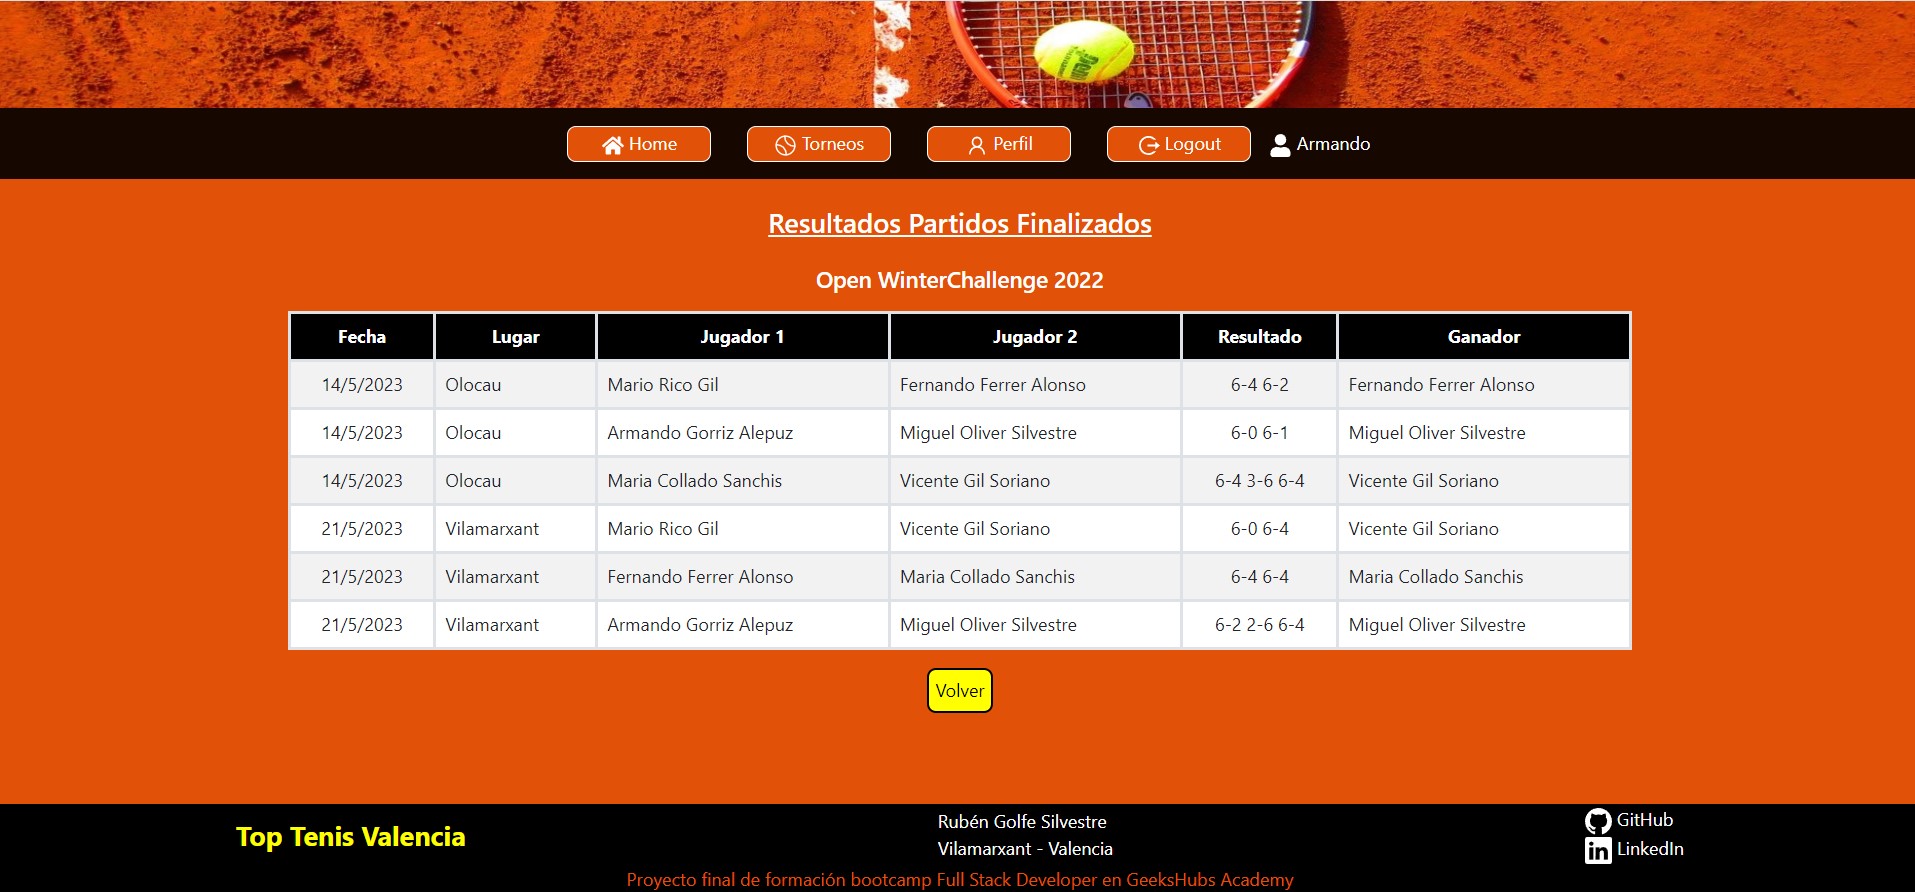 Penn
Home Torneos Perfil Logout Armando
Resultados Partidos Finalizados
Open WinterChallenge 2022
Fecha Lugar Jugador 1 Jugador 2 Resultado Ganador
14/5/2023 Olocau Mario Rico Gil Fernando Ferrer Alonso 6-4 6-2 Fernando Ferrer Alonso
14/5/2023 Olocau Armando Gorriz Alepuz Miguel Oliver Silvestre 6-0 6-1 Miguel Oliver Silvestre
14/5/2023 Olocau Maria Collado Sanchis Vicente Gil Soriano 6-4 3-6 6-4 Vicente Gil Soriano
21/5/2023 Vilamarxant Mario Rico Gil Vicente Gil Soriano 6-0 6-4 Vicente Gil Soriano
21/5/2023 Vilamarxant Fernando Ferrer Alonso Maria Collado Sanchis 6-4 6-4 Maria Collado Sanchis
21/5/2023 Vilamarxant Armando Gorriz Alepuz Miguel Oliver Silvestre 6-2 2-6 6-4 Miguel Oliver Silvestre
Volver
Top Tenis Valencia
Rubén Golfe Silvestre
Vilamarxant - Valencia
GitHub
LinkedIn
Proyecto final de formación bootcamp Full Stack Developer en GeeksHubs Academy